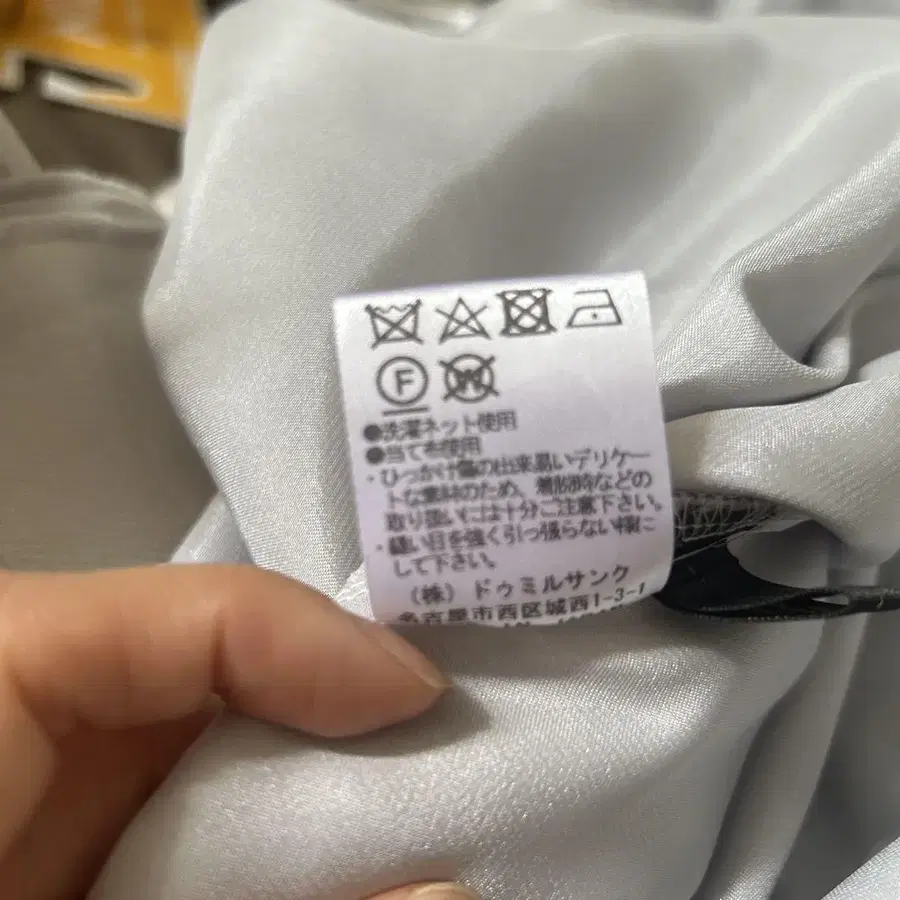 F
W
●洗濯ネット使用
●当て布使用
・ひっかけ傷の出来易いデリケー
トな素材のため、着脱時などの
取り扱いには十分ご注意下さい。
・縫い目を強く引っ張らない様に
して下さい。
(株) ドゥミルサンク
名古屋市西区城西1-3-1